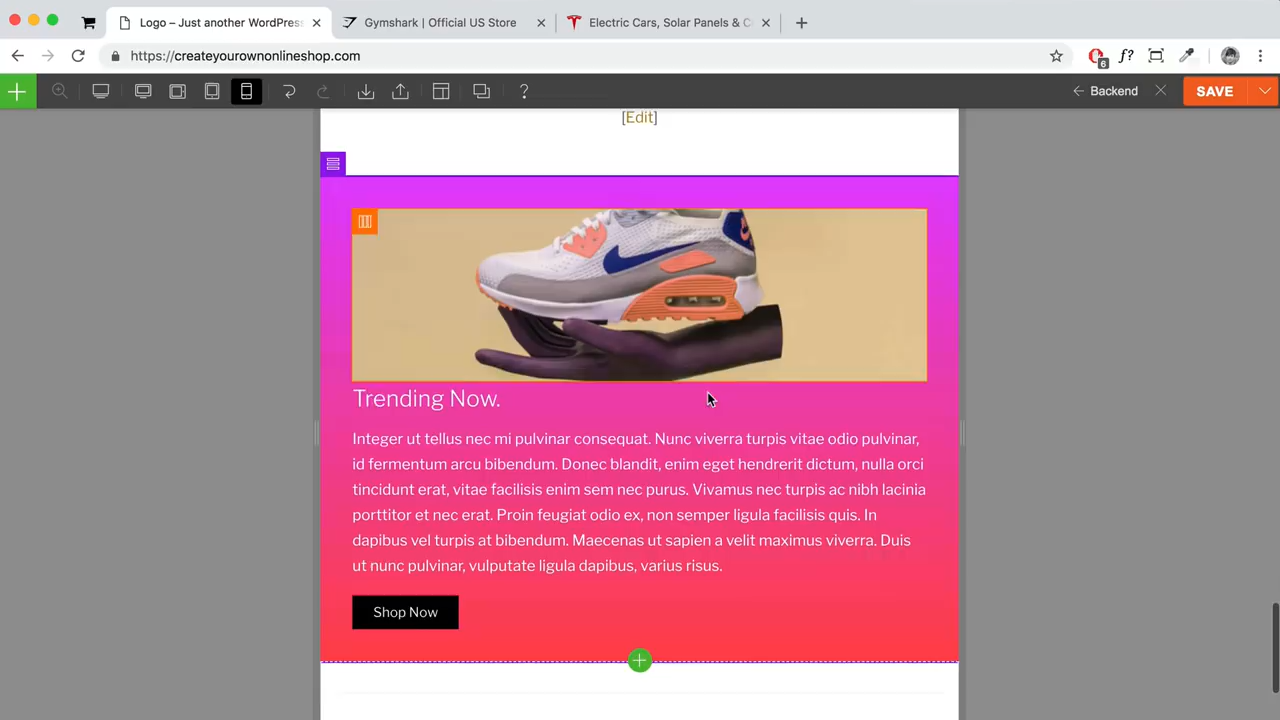 Logo – Just another WordPress
Gymshark | Official US Store
Electric Cars, Solar Panels & C
https://createyourownonlineshop.com
6
f?
?
Backend
SAVE
[Edit]
Trending Now.
Integer ut tellus nec mi pulvinar consequat. Nunc viverra turpis vitae odio pulvinar,
id fermentum arcu bibendum. Donec blandit, enim eget hendrerit dictum, nulla orci
tincidunt erat, vitae facilisis enim sem nec purus. Vivamus nec turpis ac nibh lacinia
porttitor et nec erat. Proin feugiat odio ex, non semper ligula facilisis quis. In
dapibus vel turpis at bibendum. Maecenas ut sapien a velit maximus viverra. Duis
ut nunc pulvinar, vulputate ligula dapibus, varius risus.
Shop Now